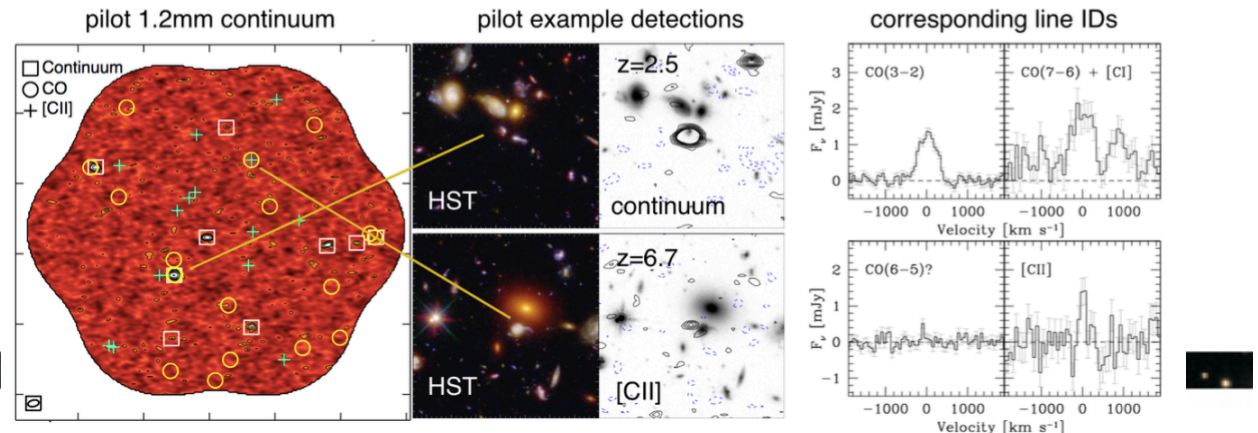 pilot 1.2mm continuum
pilot example detections
corresponding line IDs
Continuum
CO
[CII]
HST
z=2.5
continuum
HST
z=6.7
[CII]
CO(3−2)
CO(7−6) + [CI]
Fν [mJy]
3
2
1
0
−1000 0 1000
−1000 0 1000
Velocity [km s⁻¹]
CO(6−5)?
[CII]
Fν [mJy]
2
1
0
−1
−1000 0 1000
−1000 0 1000
Velocity [km s⁻¹]